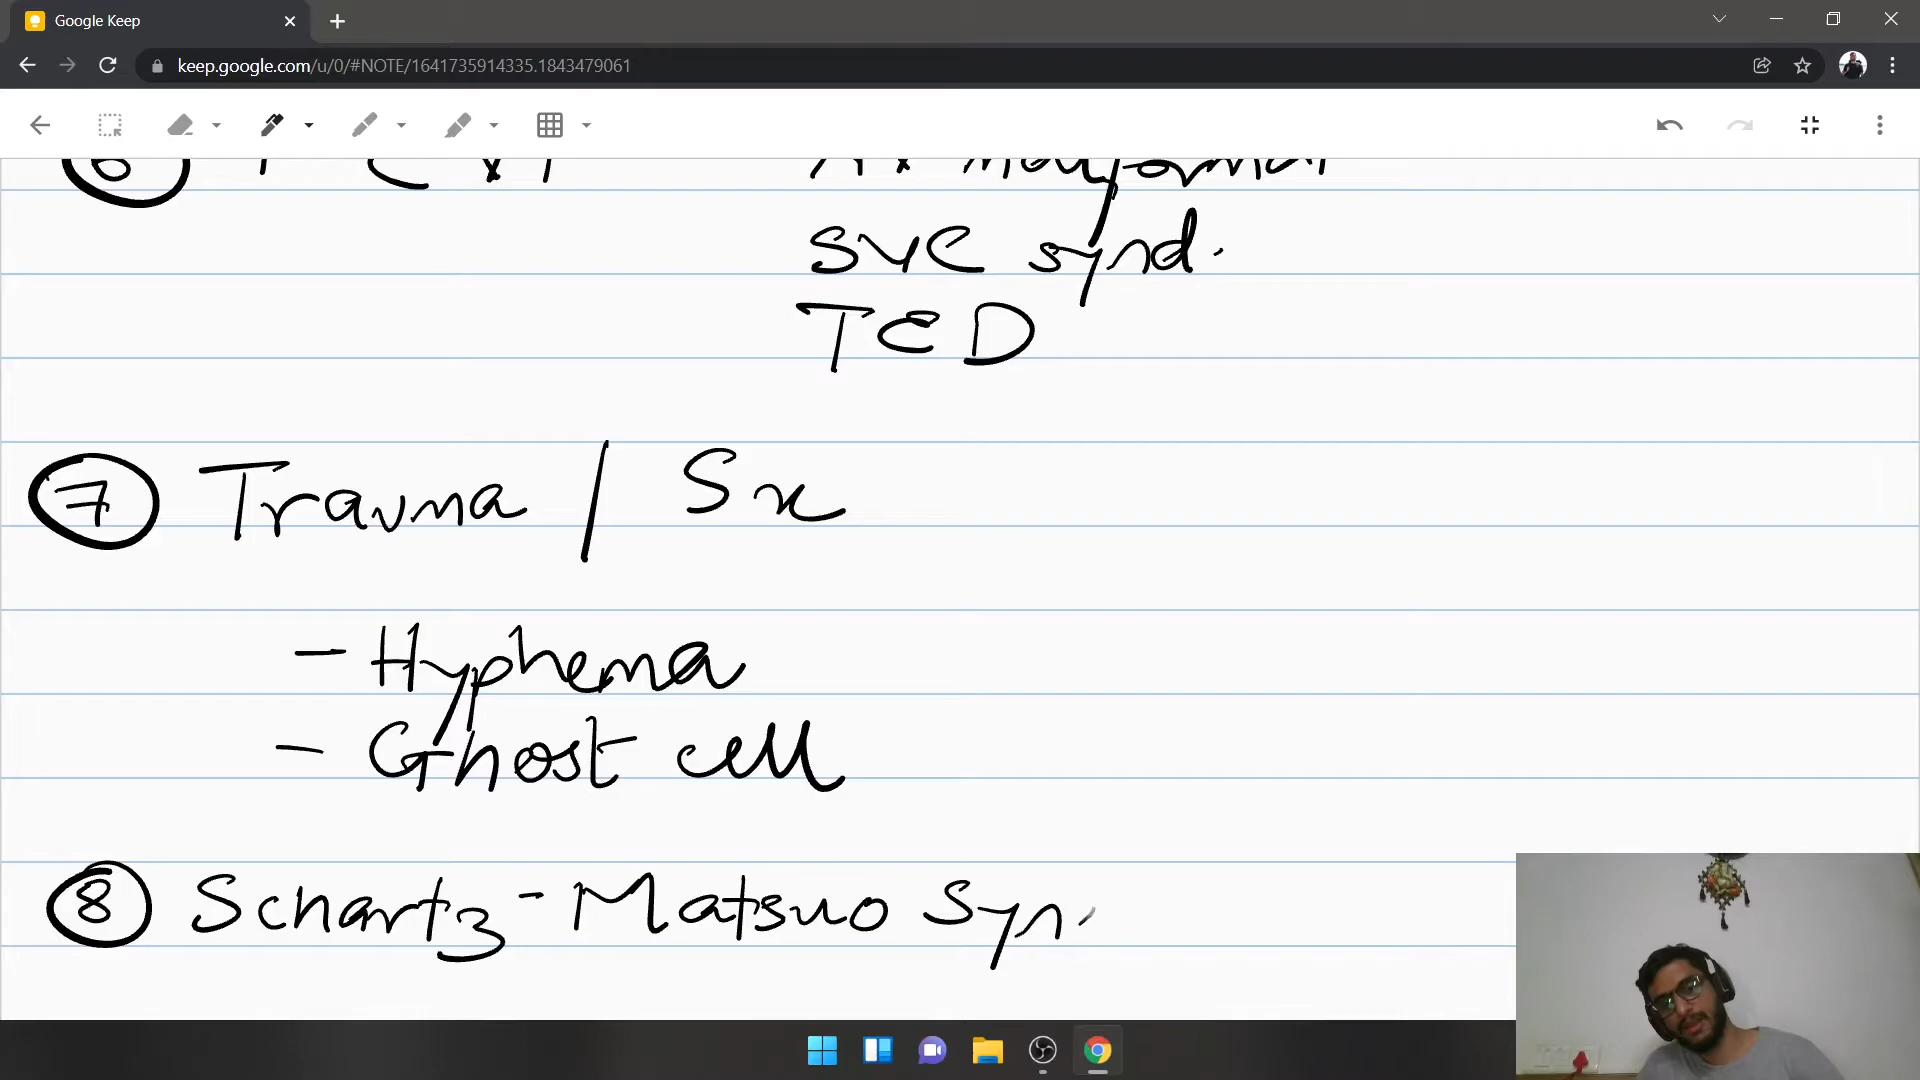 Google Keep
keep.google.com/u/0/#NOTE/1641735914335.1843479061
6
SVC synd.
TED
7 Trauma / Sx
- Hyphema
- Ghost cell
8 Schartz-Matsuo Syn